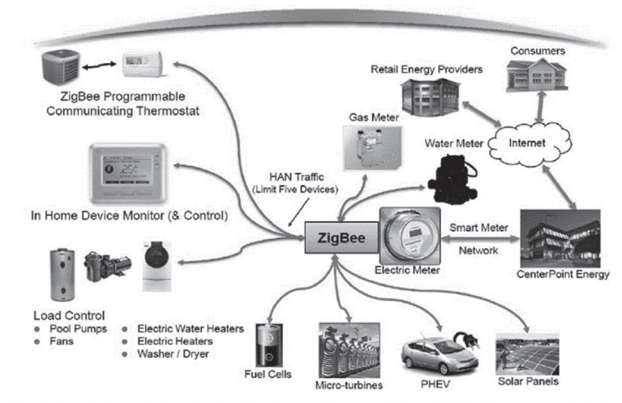 Consumers
Retail Energy Providers
ZigBee Programmable
Communicating Thermostat
Gas Meter
Water Meter
Internet
HAN Traffic
(Limit Five Devices)
In Home Device Monitor (& Control)
ZigBee
Electric Meter
Smart Meter
Network
CenterPoint Energy
Load Control
• Pool Pumps
• Fans
• Electric Water Heaters
• Electric Heaters
• Washer / Dryer
Fuel Cells
Micro-turbines
PHEV
Solar Panels